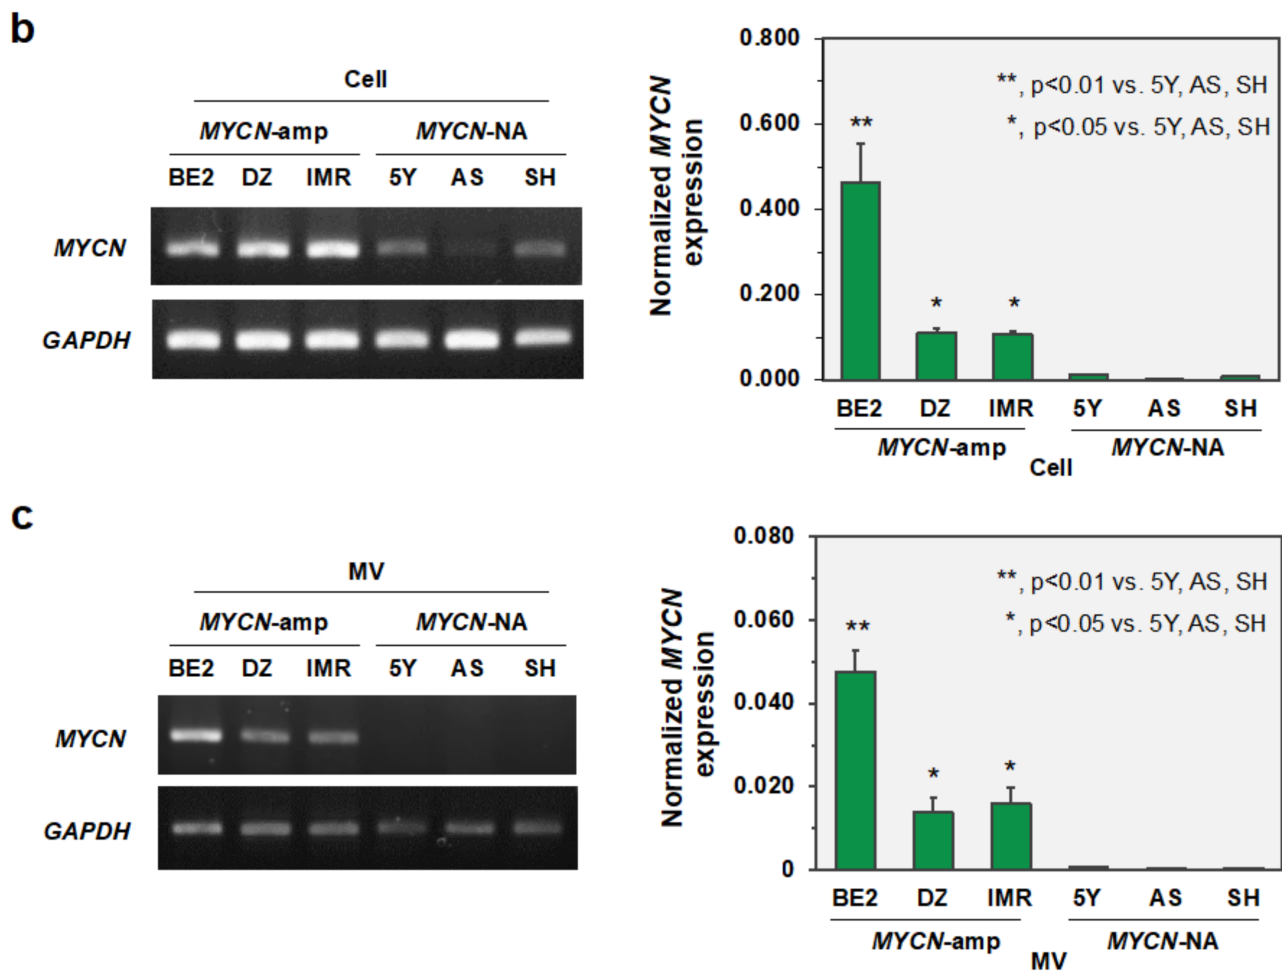 b
Cell
MYCN-amp MYCN-NA
BE2 DZ IMR 5Y AS SH
MYCN
GAPDH
Normalized MYCN
expression
0.800
0.600
0.400
0.200
0.000
**, p<0.01 vs. 5Y, AS, SH
*, p<0.05 vs. 5Y, AS, SH
**
*
*
BE2 DZ IMR 5Y AS SH
MYCN-amp MYCN-NA
Cell
c
MV
MYCN-amp MYCN-NA
BE2 DZ IMR 5Y AS SH
MYCN
GAPDH
Normalized MYCN
expression
0.080
0.060
0.040
0.020
0
**, p<0.01 vs. 5Y, AS, SH
*, p<0.05 vs. 5Y, AS, SH
**
*
*
BE2 DZ IMR 5Y AS SH
MYCN-amp MYCN-NA
MV